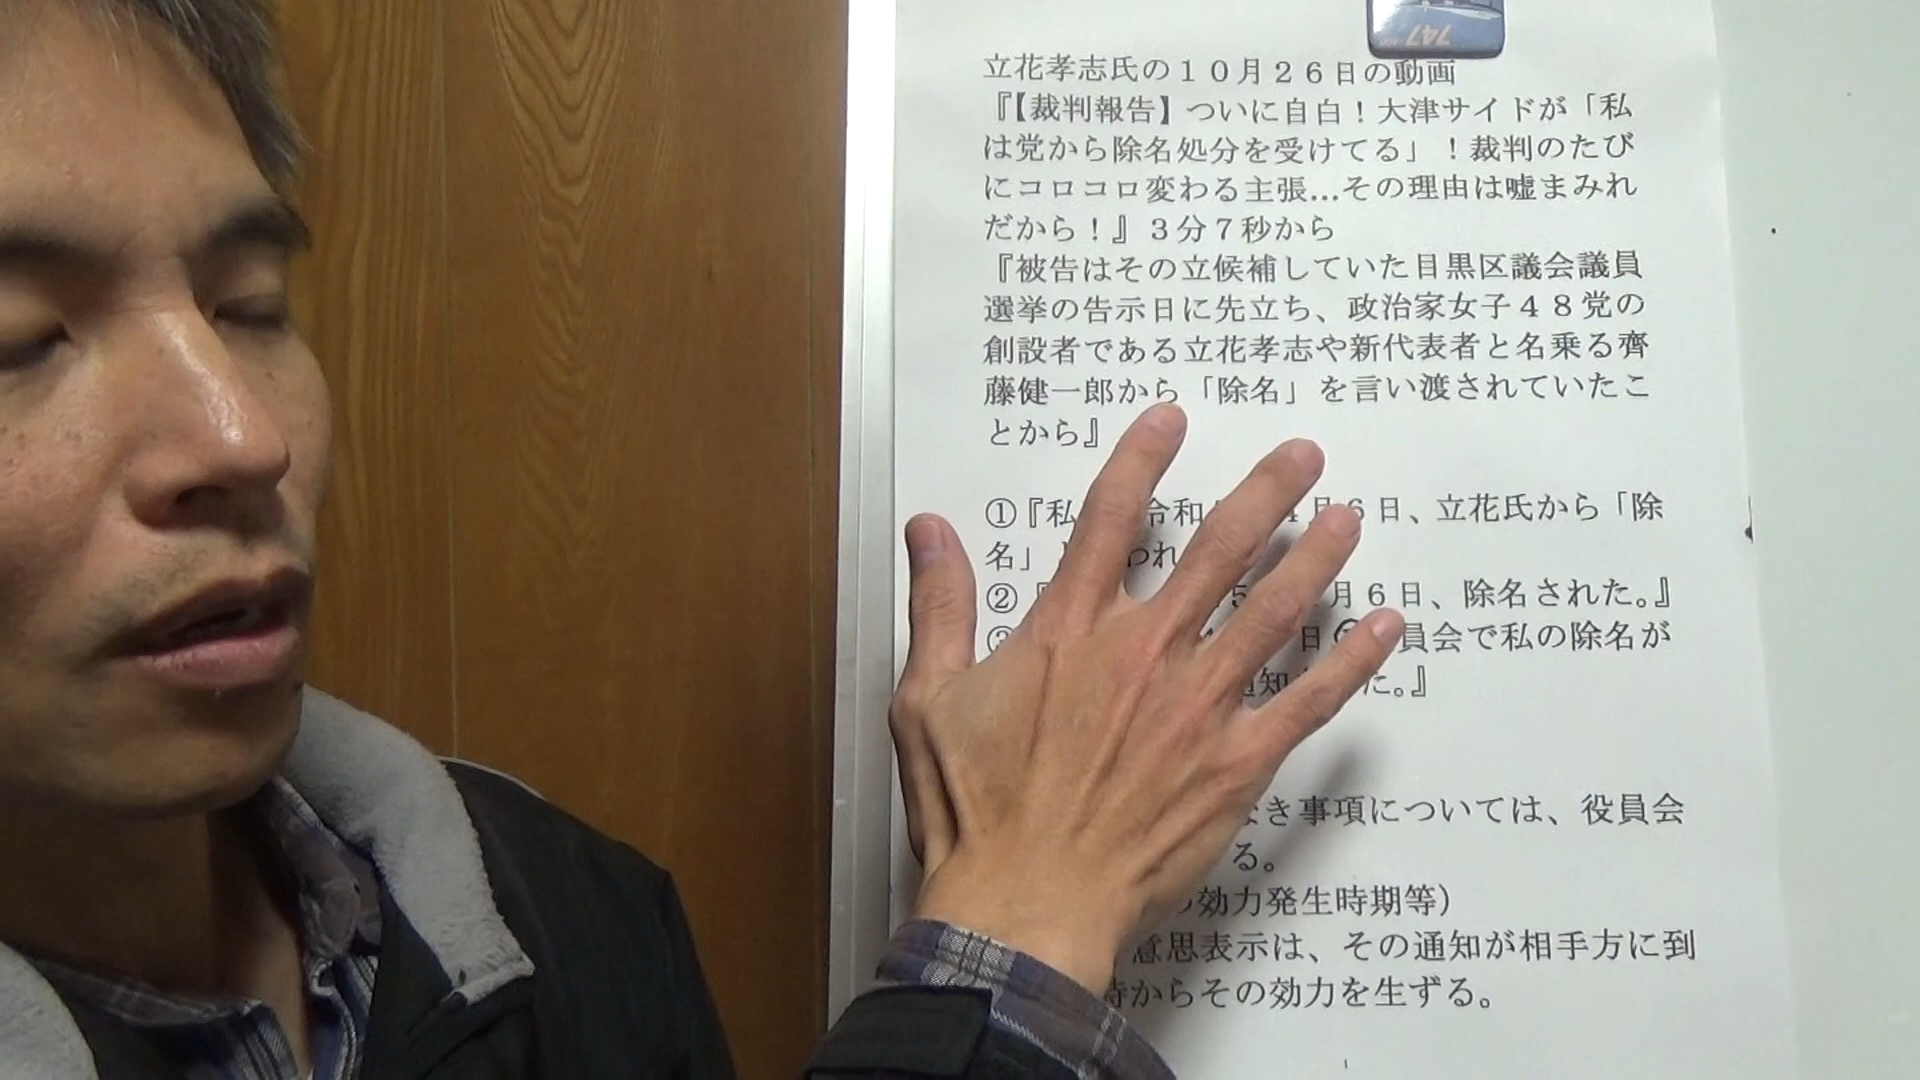 747
立花孝志氏の１０月２６日の動画
『【裁判報告】ついに自白！大津サイドが「私
は党から除名処分を受けてる」！裁判のたび
にコロコロ変わる主張…その理由は嘘まみれ
だから！』３分７秒から
『被告はその立候補していた目黒区議会議員
選挙の告示日に先立ち、政治家女子４８党の
創設者である立花孝志や新代表者と名乗る齊
藤健一郎から「除名」を言い渡されていたこ
とから』
①『私 令和 月６日、立花氏から「除
名」 われ
② 『 ５ 月６日、除名された。』
③ 日 員会で私の除名が
通知 た。』
なき事項については、役員会
る。
の効力発生時期等）
意思表示は、その通知が相手方に到
時からその効力を生ずる。